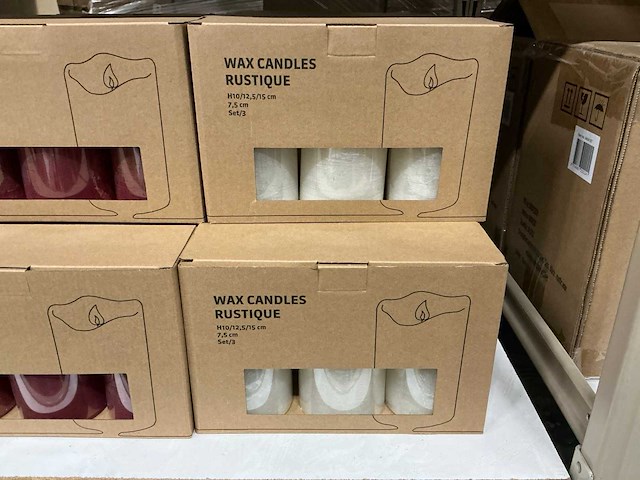 WAX CANDLES
RUSTIQUE
H10/12,5/15 cm
7,5 cm
Set/3
WAX CANDLES
RUSTIQUE
H10/12,5/15 cm
7,5 cm
Set/3